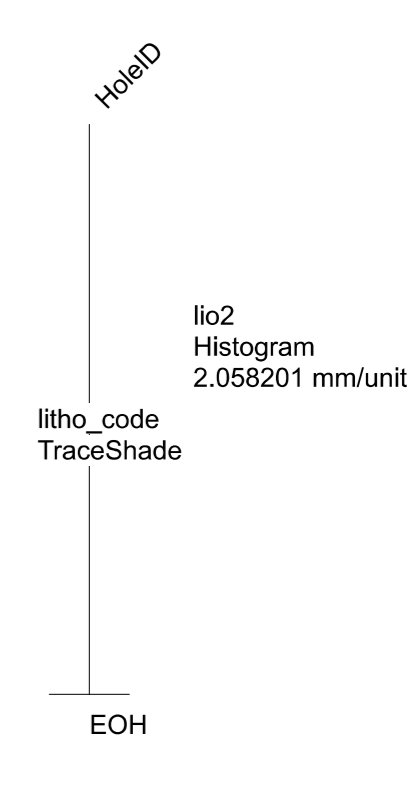 HoleID
lio2
Histogram
2.058201 mm/unit
litho_code
TraceShade
EOH